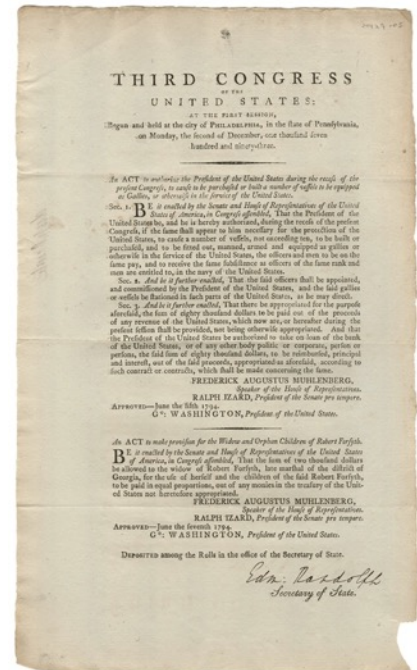 THIRD CONGRESS
OF THE
UNITED STATES:
AT THE FIRST SESSION,
Begun and held at the city of PHILADELPHIA, in the state of Pennsylvania,
on Monday, the second of December, one thousand seven
hundred and ninety-three.
An ACT to authorize the President of the United States during the recess of the
present Congress, to cause to be purchased or built a number of vessels to be equipped
as Gallies, or otherwise in the service of the United States.
Sec. 1. BE it enacted by the Senate and House of Representatives of the United
States of America, in Congress assembled, That the President of the
United States be, and he is hereby authorized, during the recess of the present
Congress, if the same shall appear to him necessary for the protection of the
United States, to cause a number of vessels, not exceeding ten, to be built or
purchased, and to be fitted out, manned, armed and equipped as gallies or
otherwise in the service of the United States, the officers and men to be on the
same pay, and to receive the same subsistence as officers of the same rank and
men are entitled to, in the navy of the United States.
Sec. 2. And be it further enacted, That the said officers shall be appointed,
and commissioned by the President of the United States, and the said gallies
or vessels be stationed in such parts of the United States, as he may direct.
Sec. 3. And be it further enacted, That there be appropriated for the purpose
aforesaid, the sum of eighty thousand dollars to be paid out of the proceeds
of any revenue of the United States, which now are, or hereafter during the
present session shall be provided, not being otherwise appropriated. And that
the President of the United States be authorized to take on loan of the bank
of the United States, or of any other body politic or corporate, person or
persons, the said sum of eighty thousand dollars, to be reimbursed, principal
and interest, out of the said proceeds, appropriated as aforesaid, according to
such contract or contracts, which shall be made concerning the same.
FREDERICK AUGUSTUS MUHLENBERG,
Speaker of the House of Representatives.
RALPH IZARD, President of the Senate pro tempore.
APPROVED—June the fifth 1794.
Go: WASHINGTON, President of the United States.
An ACT to make provision for the Widow and Orphan Children of Robert Forsyth.
BE it enacted by the Senate and House of Representatives of the United States
of America, in Congress assembled, That the sum of two thousand dollars
be allowed to the widow of Robert Forsyth, late marshal of the district of
Georgia, for the use of herself and the children of the said Robert Forsyth,
to be paid in equal proportions, out of any monies in the treasury of the Unit-
ed States not heretofore appropriated.
FREDERICK AUGUSTUS MUHLENBERG,
Speaker of the House of Representatives.
RALPH IZARD, President of the Senate pro tempore.
APPROVED—June the seventh 1794.
Go: WASHINGTON, President of the United States.
DEPOSITED among the Rolls in the office of the Secretary of State.
Edm: Randolph
Secretary of State.